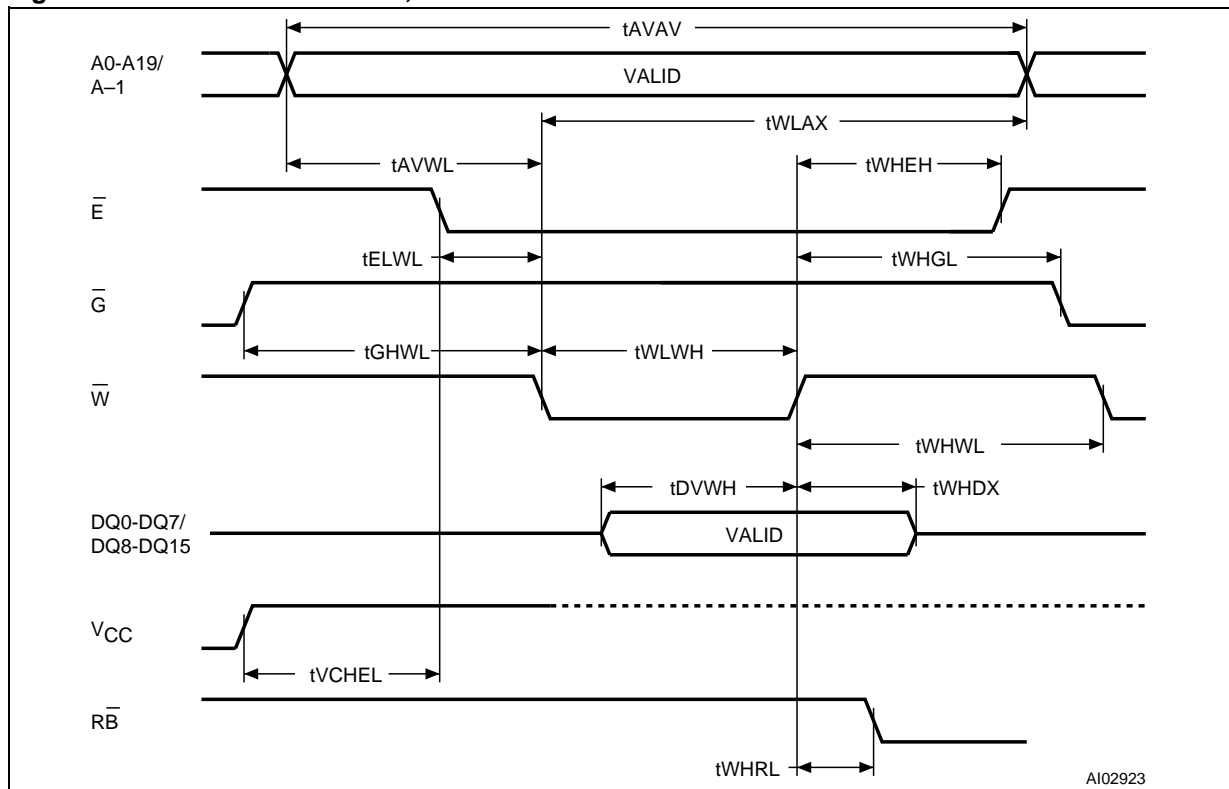 tAVAV
A0-A19/
A–1
VALID
tWLAX
tAVWL
tWHEH
E̅
tELWL
tWHGL
G̅
tGHWL
tWLWH
W̅
tWHWL
tDVWH
tWHDX
DQ0-DQ7/
DQ8-DQ15
VALID
VCC
tVCHEL
RB̅
tWHRL
AI02923